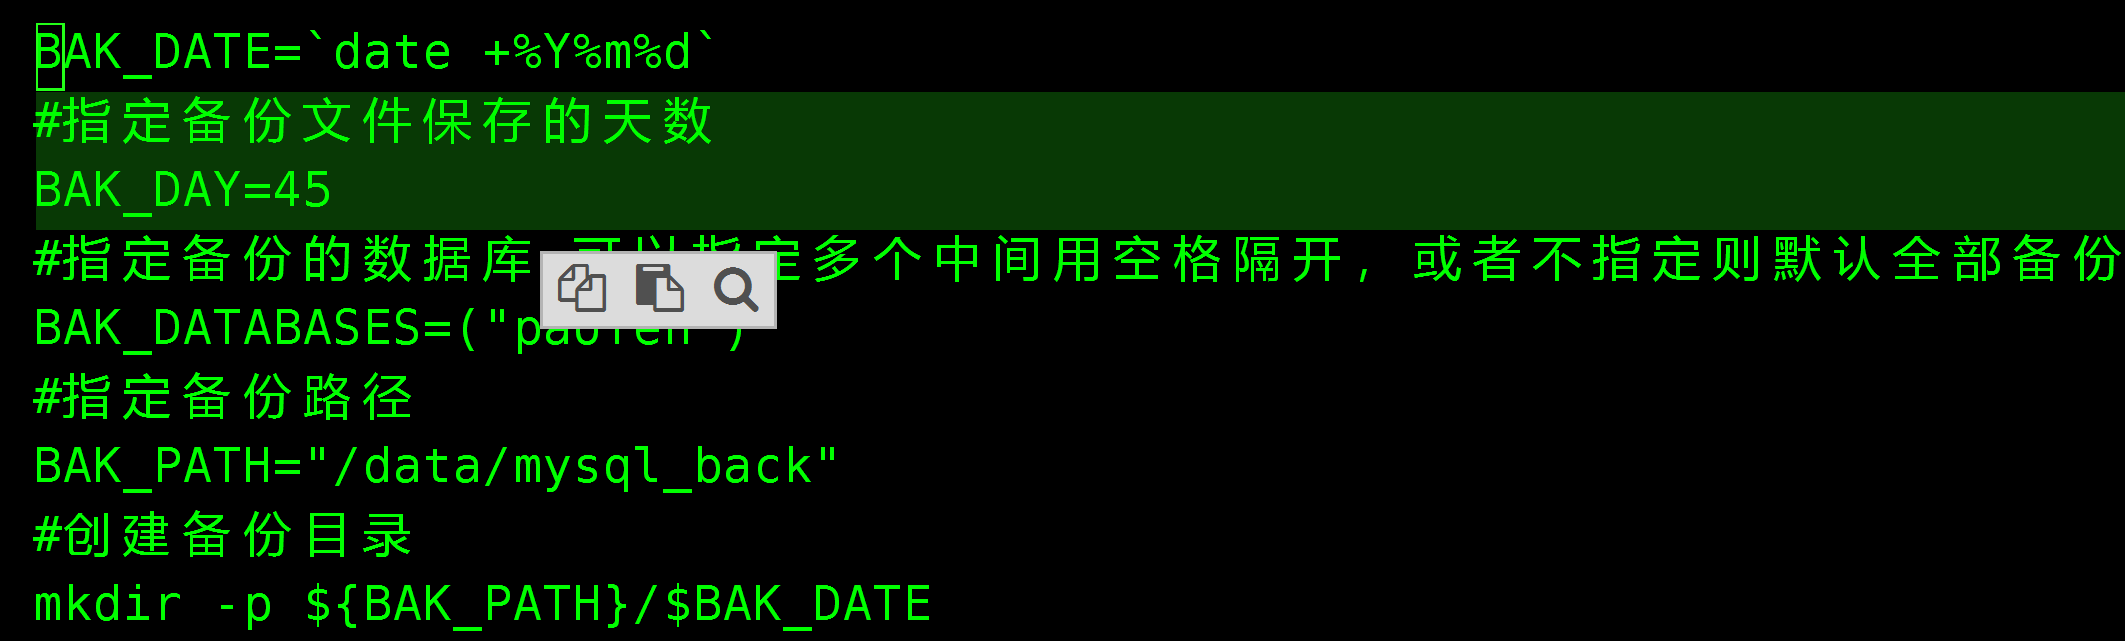 BAK_DATE=`date +%Y%m%d`
#指定备份文件保存的天数
BAK_DAY=45
#指定备份的数据库 可以指定多个中间用空格隔开, 或者不指定则默认全部备份
BAK_DATABASES=("
#指定备份路径
BAK_PATH="/data/mysql_back"
#创建备份目录
mkdir -p ${BAK_PATH}/$BAK_DATE